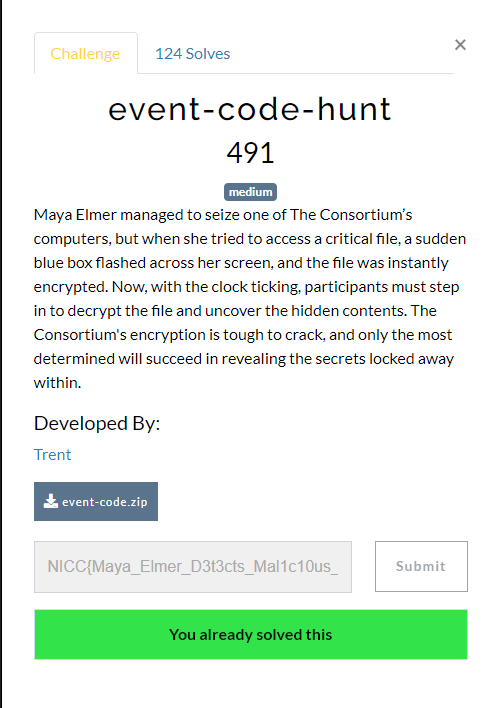 Challenge
124 Solves
×
event-code-hunt
491
medium
Maya Elmer managed to seize one of The Consortium’s
computers, but when she tried to access a critical file, a sudden
blue box flashed across her screen, and the file was instantly
encrypted. Now, with the clock ticking, participants must step
in to decrypt the file and uncover the hidden contents. The
Consortium's encryption is tough to crack, and only the most
determined will succeed in revealing the secrets locked away
within.
Developed By:
Trent
event-code.zip
NICC{Maya_Elmer_D3t3cts_Mal1c10us_
Submit
You already solved this